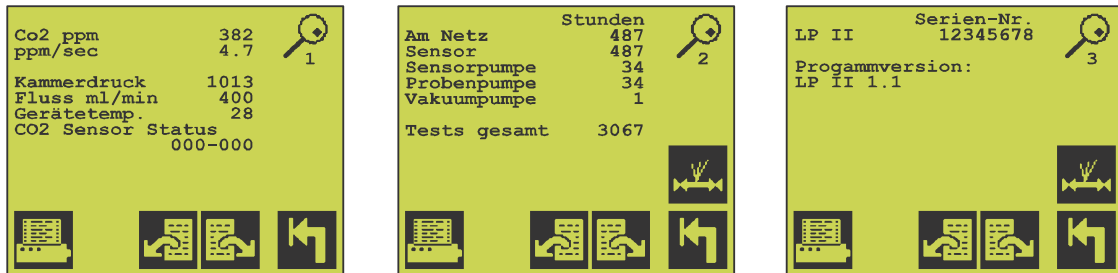 Co2 ppm 382
ppm/sec 4.7
1
Kammerdruck 1013
Fluss ml/min 400
Gerätetemp. 28
CO2 Sensor Status
000-000
Stunden
Am Netz 487
Sensor 487
2
Sensorpumpe 34
Probenpumpe 34
Vakuumpumpe 1
Tests gesamt 3067
Serien-Nr.
LP II 12345678
3
Progammversion:
LP II 1.1